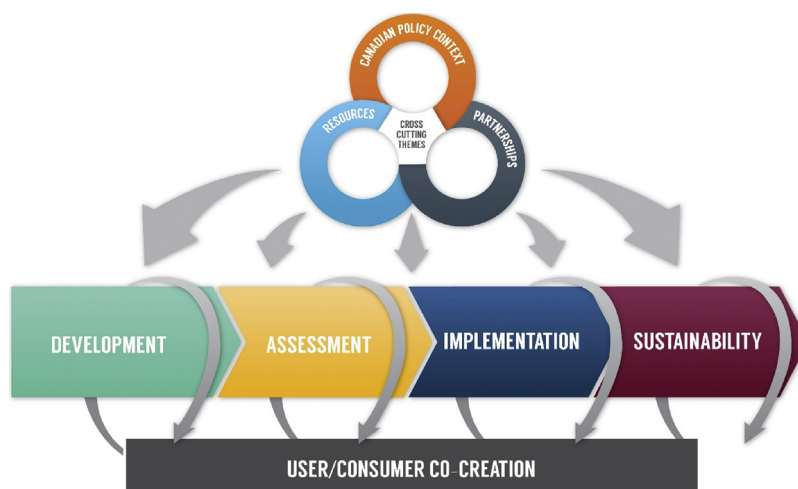 CANADIAN POLICY CONTEXT
RESOURCES
PARTNERSHIPS
CROSS
CUTTING
THEMES
DEVELOPMENT
ASSESSMENT
IMPLEMENTATION
SUSTAINABILITY
USER/CONSUMER CO-CREATION